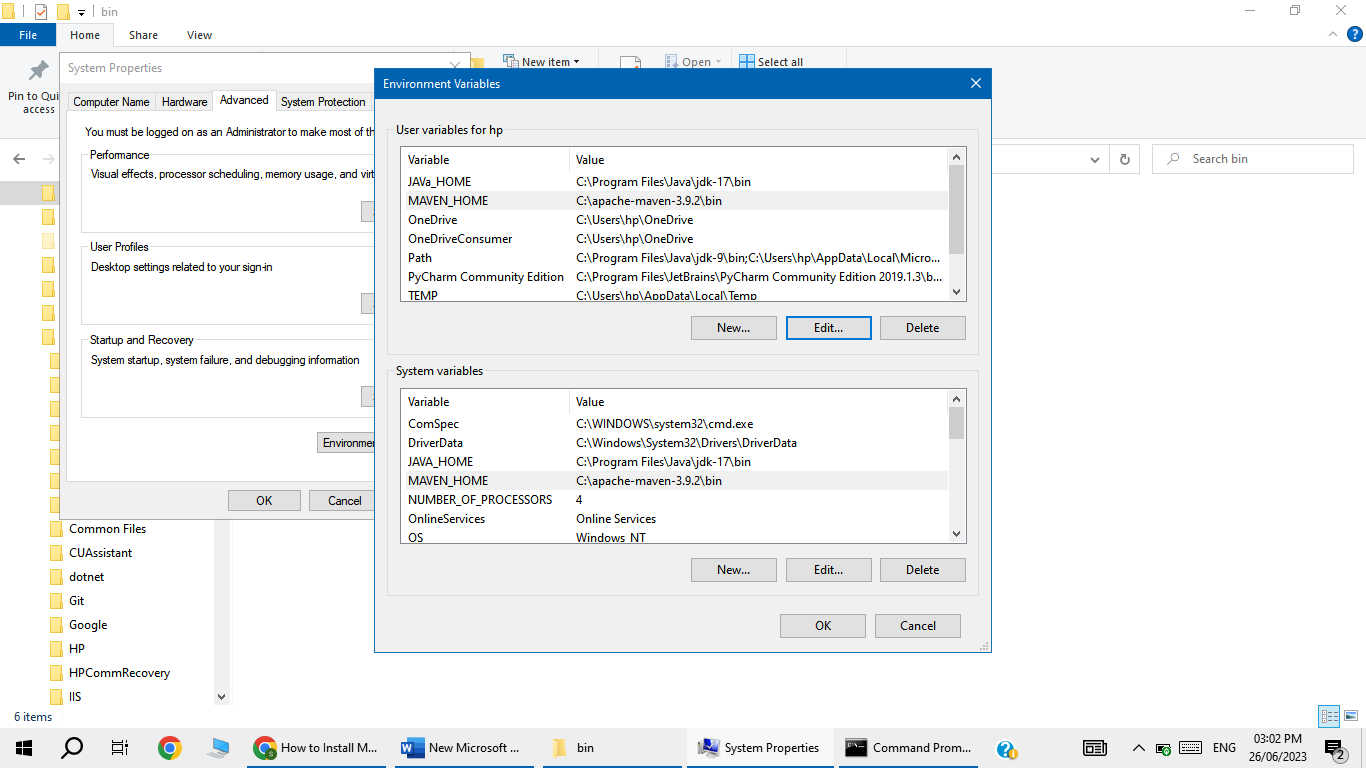 bin
File
Home
Share
View
System Properties
New item
Open
Select all
Pin to Qui
access
Computer Name
Hardware
Advanced
System Protection
You must be logged on as an Administrator to make most of th
Performance
Visual effects, processor scheduling, memory usage, and virt
User Profiles
Desktop settings related to your sign-in
Startup and Recovery
System startup, system failure, and debugging information
Environmen
OK
Cancel
Environment Variables
User variables for hp
Variable Value
JAVa_HOME C:\Program Files\Java\jdk-17\bin
MAVEN_HOME C:\apache-maven-3.9.2\bin
OneDrive C:\Users\hp\OneDrive
OneDriveConsumer C:\Users\hp\OneDrive
Path C:\Program Files\Java\jdk-9\bin;C:\Users\hp\AppData\Local\Micro...
PyCharm Community Edition C:\Program Files\JetBrains\PyCharm Community Edition 2019.1.3\b...
TEMP C:\Users\hp\AppData\Local\Temp
New...
Edit...
Delete
System variables
Variable Value
ComSpec C:\WINDOWS\system32\cmd.exe
DriverData C:\Windows\System32\Drivers\DriverData
JAVA_HOME C:\Program Files\Java\jdk-17\bin
MAVEN_HOME C:\apache-maven-3.9.2\bin
NUMBER_OF_PROCESSORS 4
OnlineServices Online Services
OS Windows_NT
New...
Edit...
Delete
OK
Cancel
Search bin
Common Files
CUAssistant
dotnet
Git
Google
HP
HPCommRecovery
IIS
6 items
How to Install M...
New Microsoft ...
bin
System Properties
Command Prom...
ENG
03:02 PM
26/06/2023
2